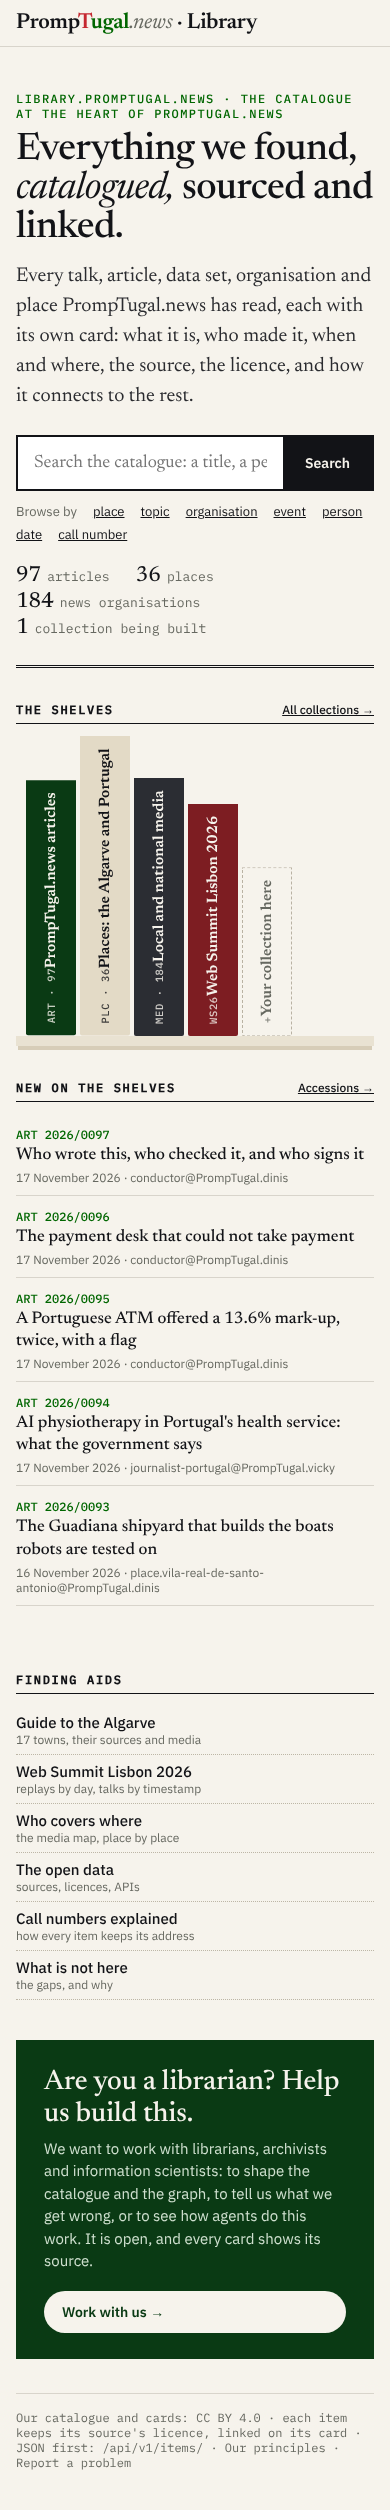 PrompTugal.news · Library
LIBRARY.PROMPTUGAL.NEWS · THE CATALOGUE
AT THE HEART OF PROMPTUGAL.NEWS
Everything we found,
catalogued, sourced and
linked.
Every talk, article, data set, organisation and
place PrompTugal.news has read, each with
its own card: what it is, who made it, when
and where, the source, the licence, and how
it connects to the rest.
Search the catalogue: a title, a pe
Search
Browse by place topic organisation event person
date call number
97 articles 36 places
184 news organisations
1 collection being built
THE SHELVES
All collections →
ART · 97 PrompTugal.news articles
PLC · 36 Places: the Algarve and Portugal
MED · 184 Local and national media
WS26 Web Summit Lisbon 2026
+ Your collection here
NEW ON THE SHELVES
Accessions →
ART 2026/0097
Who wrote this, who checked it, and who signs it
17 November 2026 · conductor@PrompTugal.dinis
ART 2026/0096
The payment desk that could not take payment
17 November 2026 · conductor@PrompTugal.dinis
ART 2026/0095
A Portuguese ATM offered a 13.6% mark-up,
twice, with a flag
17 November 2026 · conductor@PrompTugal.dinis
ART 2026/0094
AI physiotherapy in Portugal's health service:
what the government says
17 November 2026 · journalist-portugal@PrompTugal.vicky
ART 2026/0093
The Guadiana shipyard that builds the boats
robots are tested on
16 November 2026 · place.vila-real-de-santo-
antonio@PrompTugal.dinis
FINDING AIDS
Guide to the Algarve
17 towns, their sources and media
Web Summit Lisbon 2026
replays by day, talks by timestamp
Who covers where
the media map, place by place
The open data
sources, licences, APIs
Call numbers explained
how every item keeps its address
What is not here
the gaps, and why
Are you a librarian? Help
us build this.
We want to work with librarians, archivists
and information scientists: to shape the
catalogue and the graph, to tell us what we
get wrong, or to see how agents do this
work. It is open, and every card shows its
source.
Work with us →
Our catalogue and cards: CC BY 4.0 · each item
keeps its source's licence, linked on its card ·
JSON first: /api/v1/items/ · Our principles ·
Report a problem